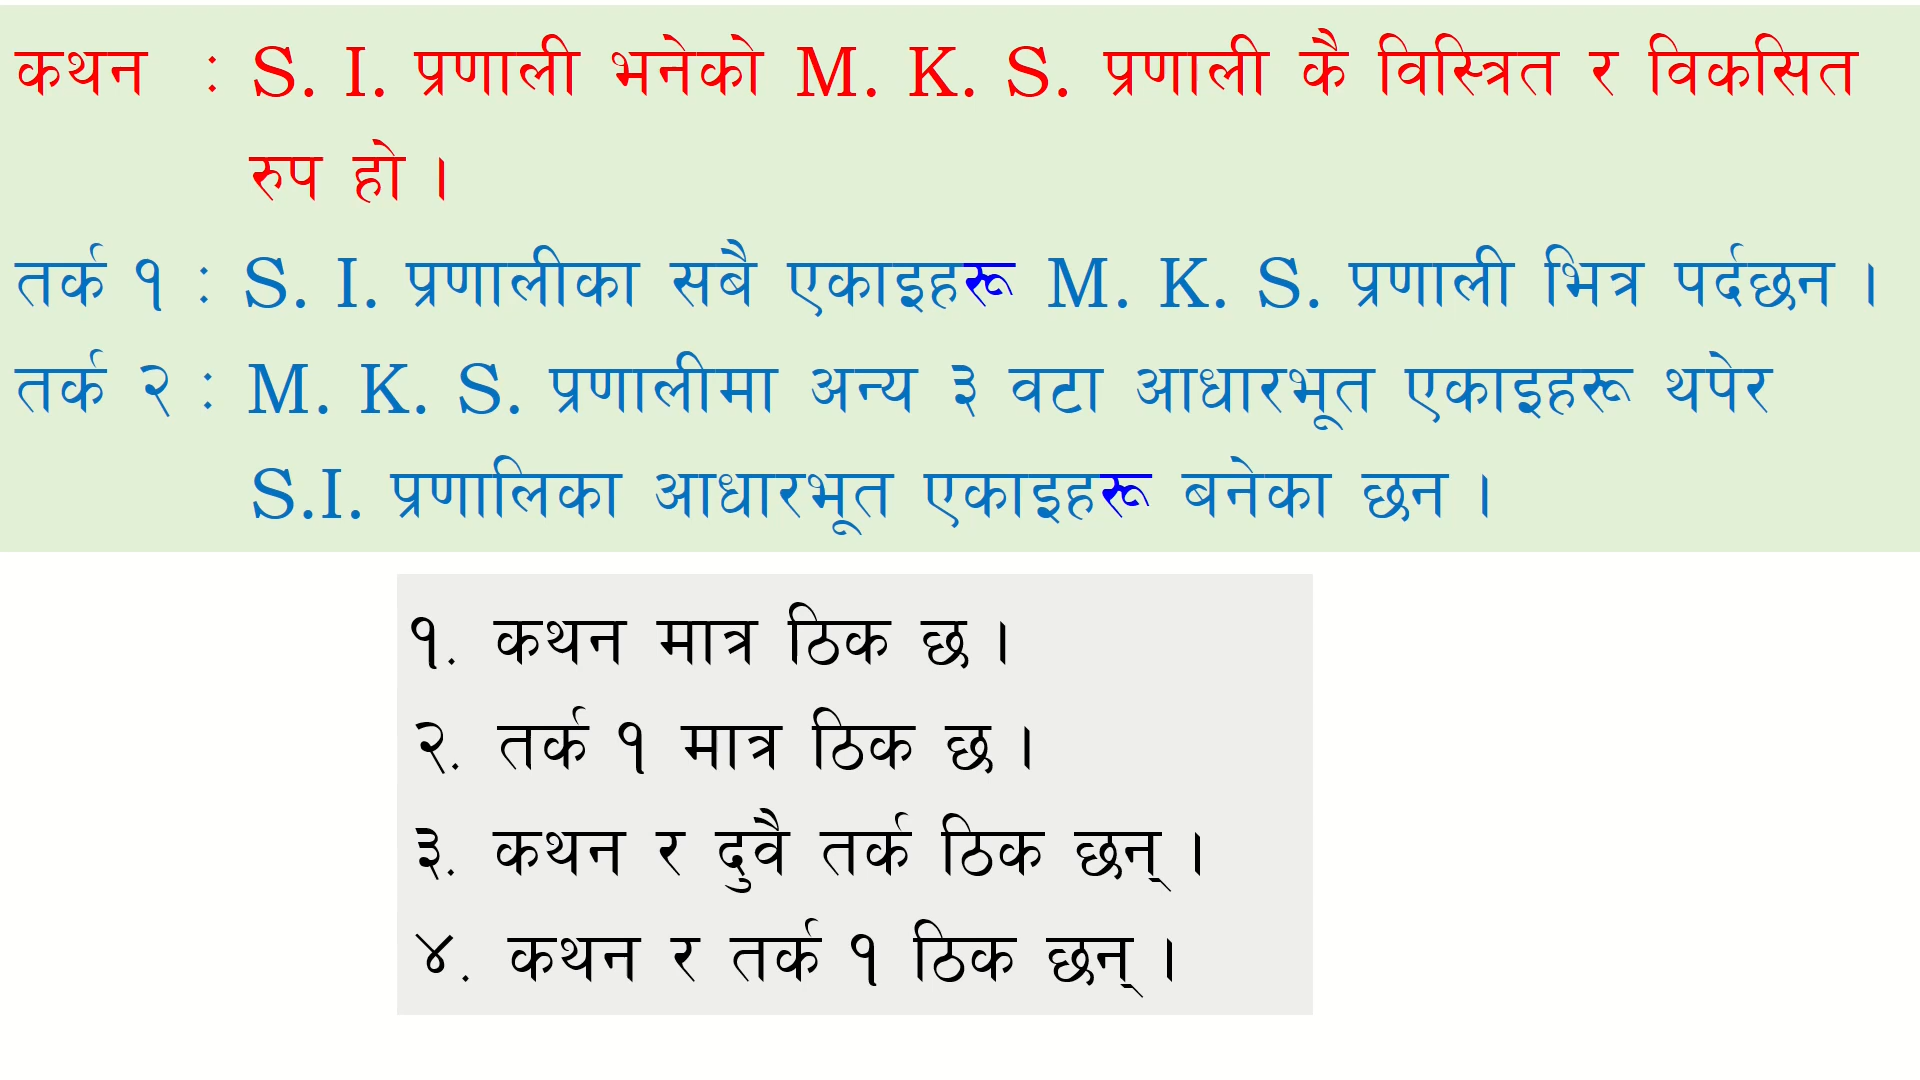 कथन : S. I. प्रणाली भनेको M. K. S. प्रणाली कै विस्त्रित र विकसित
रुप हो ।
तर्क १ : S. I. प्रणालीका सबै एकाइहरू M. K. S. प्रणाली भित्र पर्दछन ।
तर्क २ : M. K. S. प्रणालीमा अन्य ३ वटा आधारभूत एकाइहरू थपेर
S.I. प्रणालिका आधारभूत एकाइहरू बनेका छन ।
१. कथन मात्र ठिक छ ।
२. तर्क १ मात्र ठिक छ ।
३. कथन र दुवै तर्क ठिक छन् ।
४. कथन र तर्क १ ठिक छन् ।